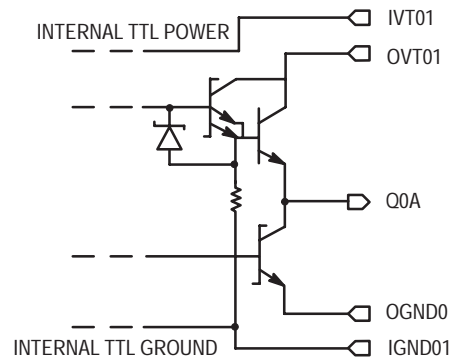 IVT01
INTERNAL TTL POWER
OVT01
Q0A
OGND0
INTERNAL TTL GROUND
IGND01